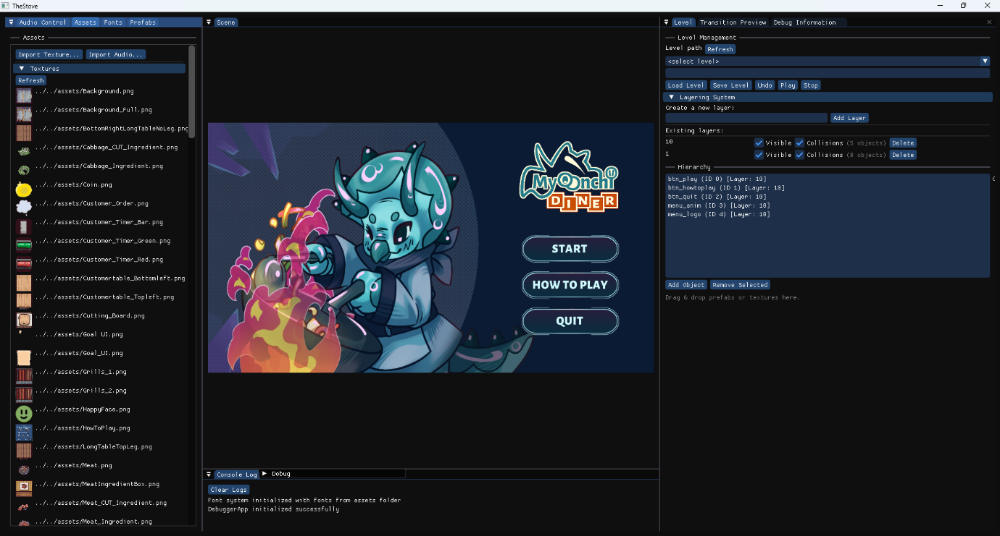 TheStove
Audio Control Assets Fonts Prefabs
Assets
Import Texture... Import Audio...
Textures
Refresh
../../assets/Background.png
../../assets/Background_Full.png
../../assets/BottomRightLongTableNoLeg.png
../../assets/Cabbage_CUT_Ingredient.png
../../assets/Cabbage_Ingredient.png
../../assets/Coin.png
../../assets/Customer_Order.png
../../assets/Customer_Timer_Bar.png
../../assets/Customer_Timer_Green.png
../../assets/Customer_Timer_Red.png
../../assets/Customertable_Bottomleft.png
../../assets/Customertable_Topleft.png
../../assets/Cutting_Board.png
../../assets/Goal UI.png
../../assets/Goal_UI.png
../../assets/Grills_1.png
../../assets/Grills_2.png
../../assets/HappyFace.png
../../assets/HowToPlay.png
../../assets/LongTableTopLeg.png
../../assets/Meat.png
../../assets/MeatIngredientBox.png
../../assets/Meat_CUT_Ingredient.png
../../assets/Meat_Ingredient.png
Scene
MyOonchi
DINER
START
HOW TO PLAY
QUIT
Console Log Debug
Clear Logs
Font system initialized with fonts from assets folder
DebuggerApp initialized successfully
Level Transition Preview Debug Information
Level Management
Level path Refresh
<select level>
Load Level Save Level Undo Play Stop
Layering System
Create a new layer:
Add Layer
Existing layers:
10 Visible Collisions (5 objects) Delete
1 Visible Collisions (0 objects) Delete
Hierarchy
btn_play (ID 0) [Layer: 10]
btn_howtoplay (ID 1) [Layer: 10]
btn_quit (ID 2) [Layer: 10]
menu_anim (ID 3) [Layer: 10]
menu_logo (ID 4) [Layer: 10]
Add Object Remove Selected
Drag & drop prefabs or textures here.